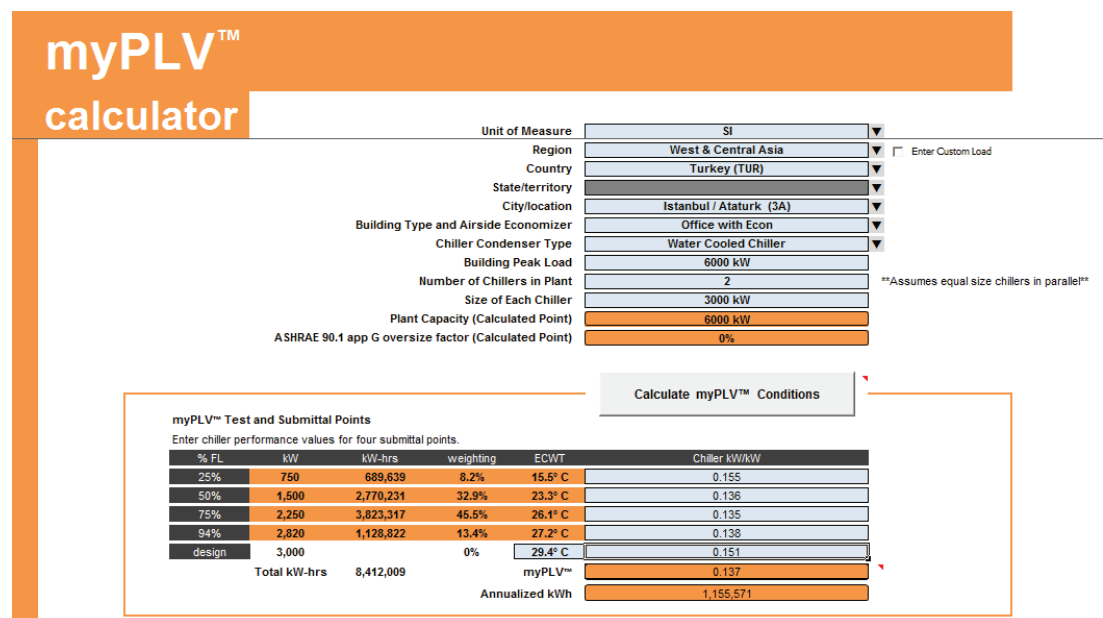 myPLV™
calculator
Unit of Measure SI
Region West & Central Asia Enter Custom Load
Country Turkey (TUR)
State/territory
City/location Istanbul / Ataturk (3A)
Building Type and Airside Economizer Office with Econ
Chiller Condenser Type Water Cooled Chiller
Building Peak Load 6000 kW
Number of Chillers in Plant 2 **Assumes equal size chillers in parallel**
Size of Each Chiller 3000 kW
Plant Capacity (Calculated Point) 6000 kW
ASHRAE 90.1 app G oversize factor (Calculated Point) 0%
Calculate myPLV™ Conditions
myPLV™ Test and Submittal Points
Enter chiller performance values for four submittal points.
% FL kW kW-hrs weighting ECWT Chiller kW/kW
25% 750 689,639 8.2% 15.5° C 0.155
50% 1,500 2,770,231 32.9% 23.3° C 0.136
75% 2,250 3,823,317 45.5% 26.1° C 0.135
94% 2,820 1,128,822 13.4% 27.2° C 0.138
design 3,000 0% 29.4° C 0.151
Total kW-hrs 8,412,009 myPLV™ 0.137
Annualized kWh 1,155,571